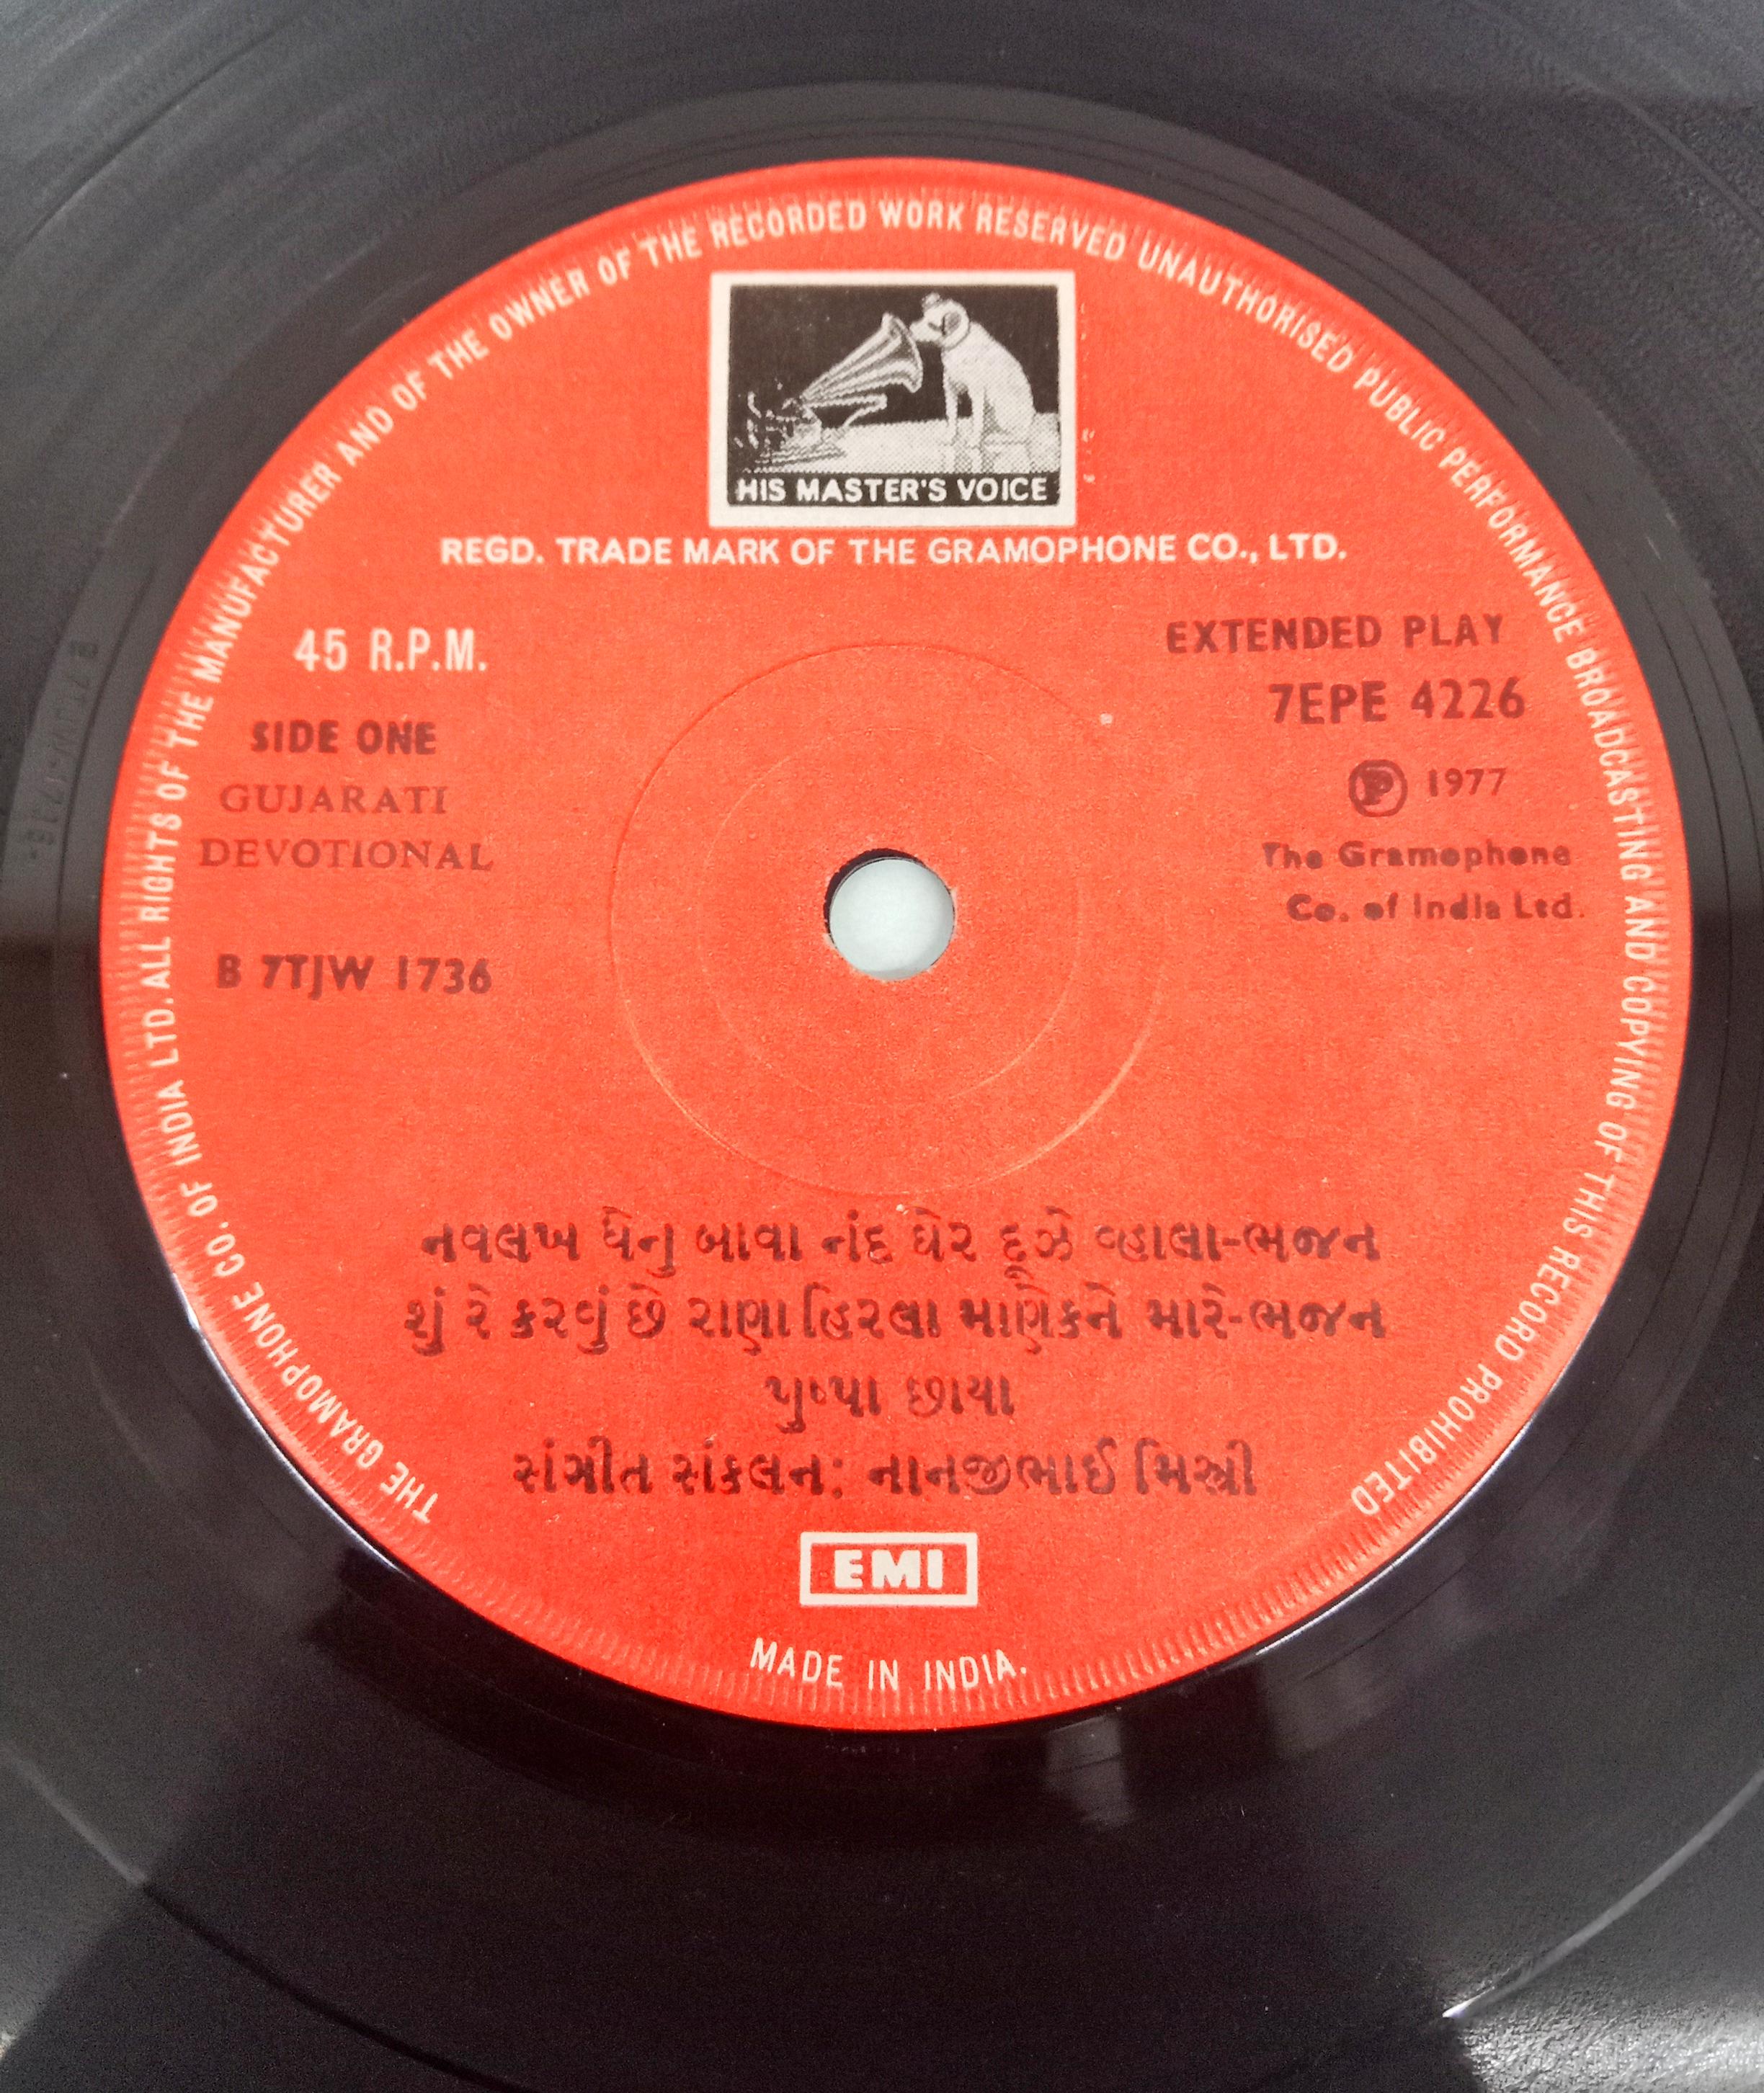 THE GRAMOPHONE CO. OF INDIA LTD. ALL RIGHTS OF THE MANUFACTURER AND OF THE OWNER OF THE RECORDED WORK RESERVED UNAUTHORISED PUBLIC PERFORMANCE BROADCASTING AND COPYING OF THIS RECORD PROHIBITED
HIS MASTER'S VOICE
REGD. TRADE MARK OF THE GRAMOPHONE CO., LTD.
45 R.P.M.
SIDE ONE
GUJARATI
DEVOTIONAL
B 7TJW 1736
EXTENDED PLAY
7EPE 4226
Ⓟ 1977
The Gramophone
Co. of India Ltd.
નવલખ ધેનુ બાવા નંદ ઘેર દૂઝે વ્હાલા-ભજન
શું રે કરવું છે રાણા હિરલા માણેકને મારે-ભજન
પુષ્પા છાયા
સંગીત સંકલન: નાનજીભાઈ મિસ્ત્રી
EMI
MADE IN INDIA.